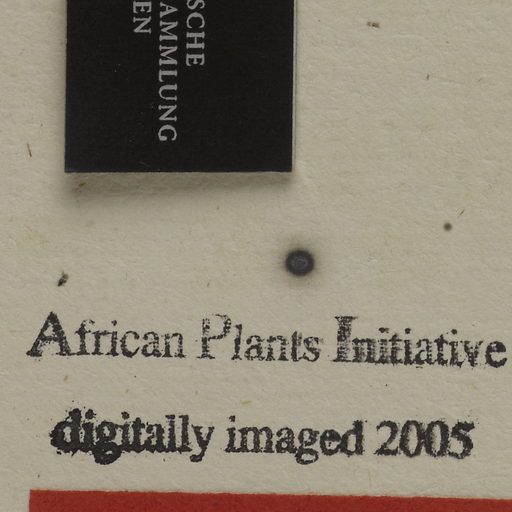 SCHE
AMMLUNG
EN
African Plants Initiative
digitally imaged 2005